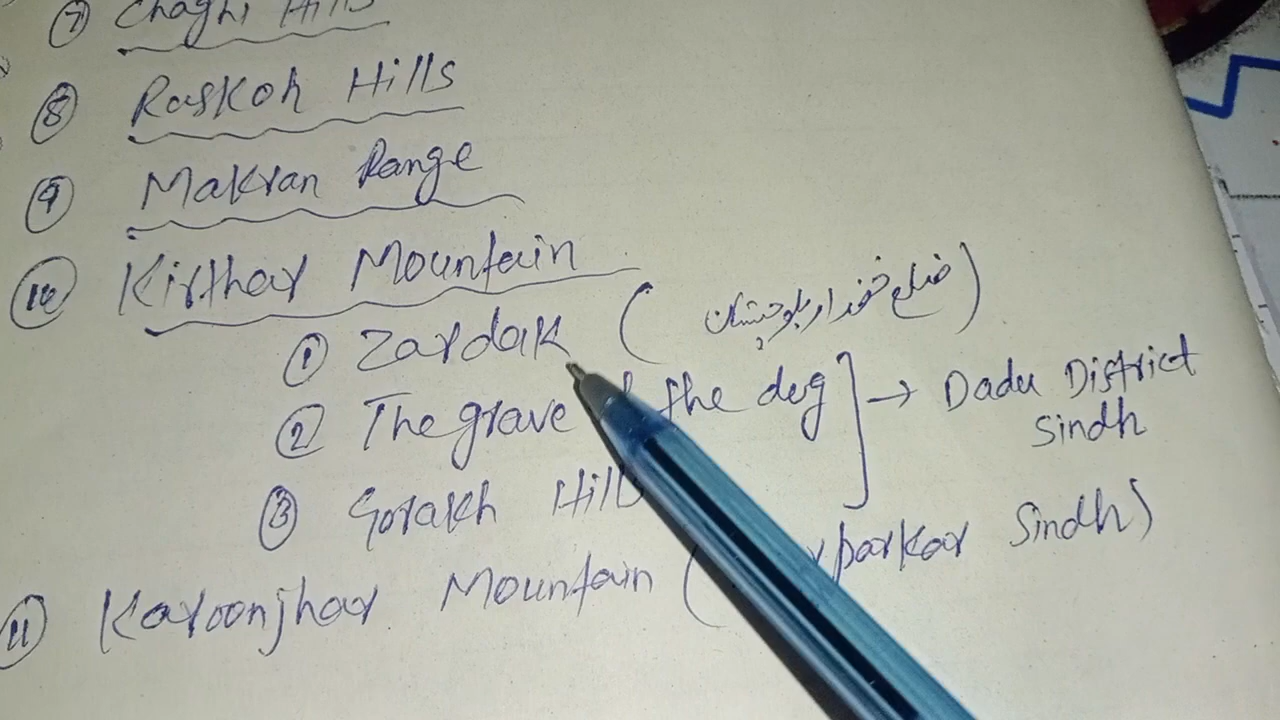 ⑦ Chaghi Hills
⑧ Raskoh Hills
⑨ Makran Range
⑩ Kirthar Mountain
① Zardak (ضلع خضدار بلوچستان)
② The grave the dog ] → Dadu District Sindh
③ Gorakh Hill
⑪ Karoonjhar Mountain ( parkar Sindh)